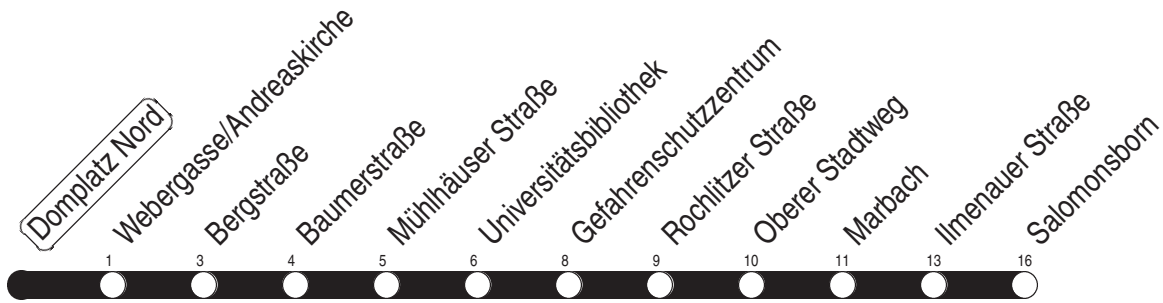 Domplatz Nord
Webergasse/Andreaskirche
Bergstraße
Baumerstraße
Mühlhäuser Straße
Universitätsbibliothek
Gefahrenschutzzentrum
Rochlitzer Straße
Oberer Stadtweg
Marbach
Ilmenauer Straße
Salomonsborn
1 3 4 5 6 8 9 10 11 13 16